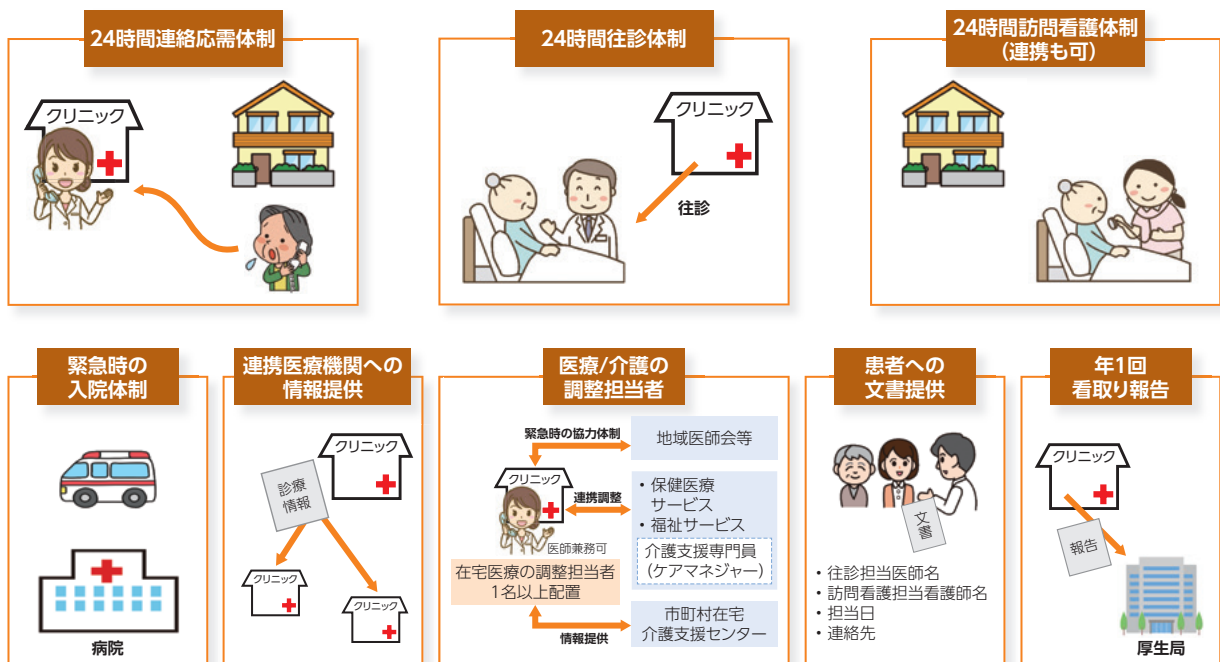 24時間連絡応需体制
クリニック
24時間往診体制
クリニック
往診
24時間訪問看護体制
(連携も可)
緊急時の
入院体制
病院
連携医療機関への
情報提供
クリニック
診療
情報
クリニック
クリニック
医療/介護の
調整担当者
緊急時の協力体制
地域医師会等
クリニック
連携調整
・保健医療
サービス
・福祉サービス
介護支援専門員
(ケアマネジャー)
医師兼務可
在宅医療の調整担当者
1名以上配置
情報提供
市町村在宅
介護支援センター
患者への
文書提供
文書
・往診担当医師名
・訪問看護担当看護師名
・担当日
・連絡先
年1回
看取り報告
クリニック
報告
厚生局